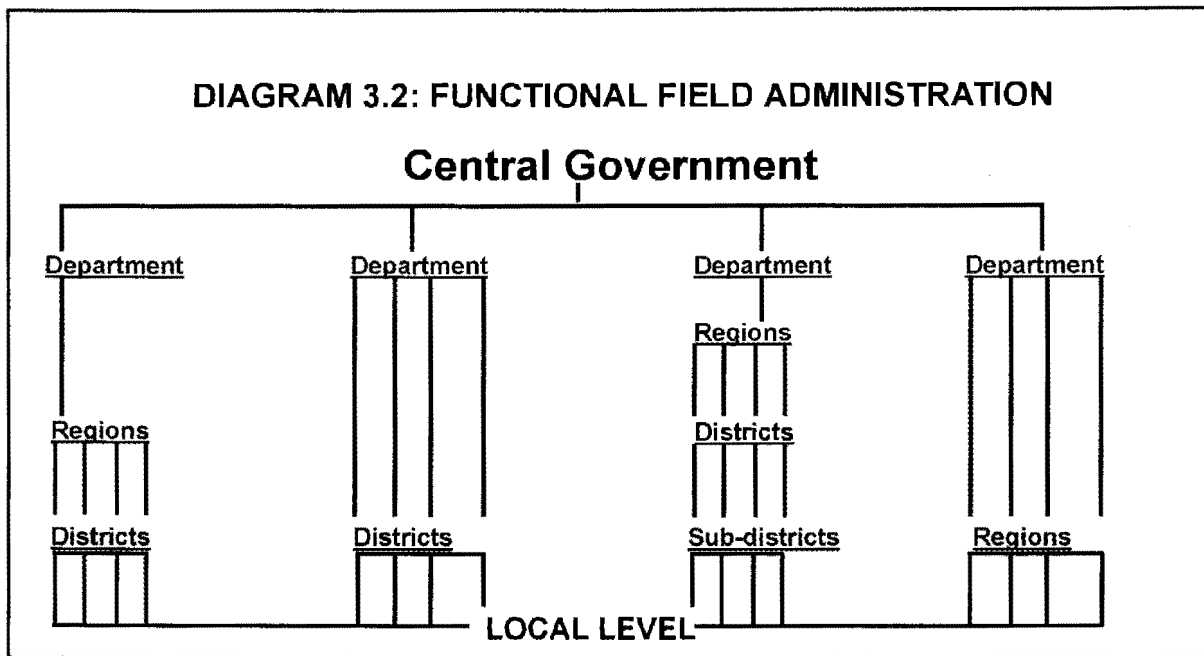 DIAGRAM 3.2: FUNCTIONAL FIELD ADMINISTRATION
Central Government
Department Department Department Department
Regions
Districts
Regions
Districts Districts Sub-districts Regions
LOCAL LEVEL